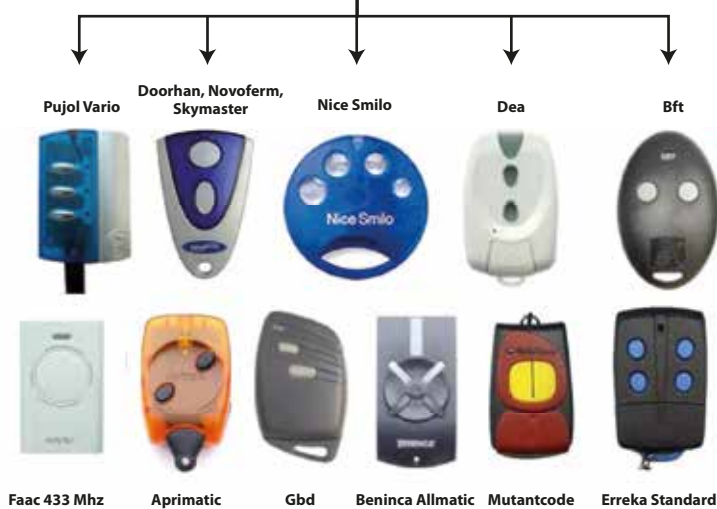 Pujol Vario
Doorhan, Novoferm,
Skymaster
Nice Smilo
Dea
Bft
Nice Smilo
Faac 433 Mhz
Aprimatic
Gbd
Beninca Allmatic
Mutantcode
Erreka Standard